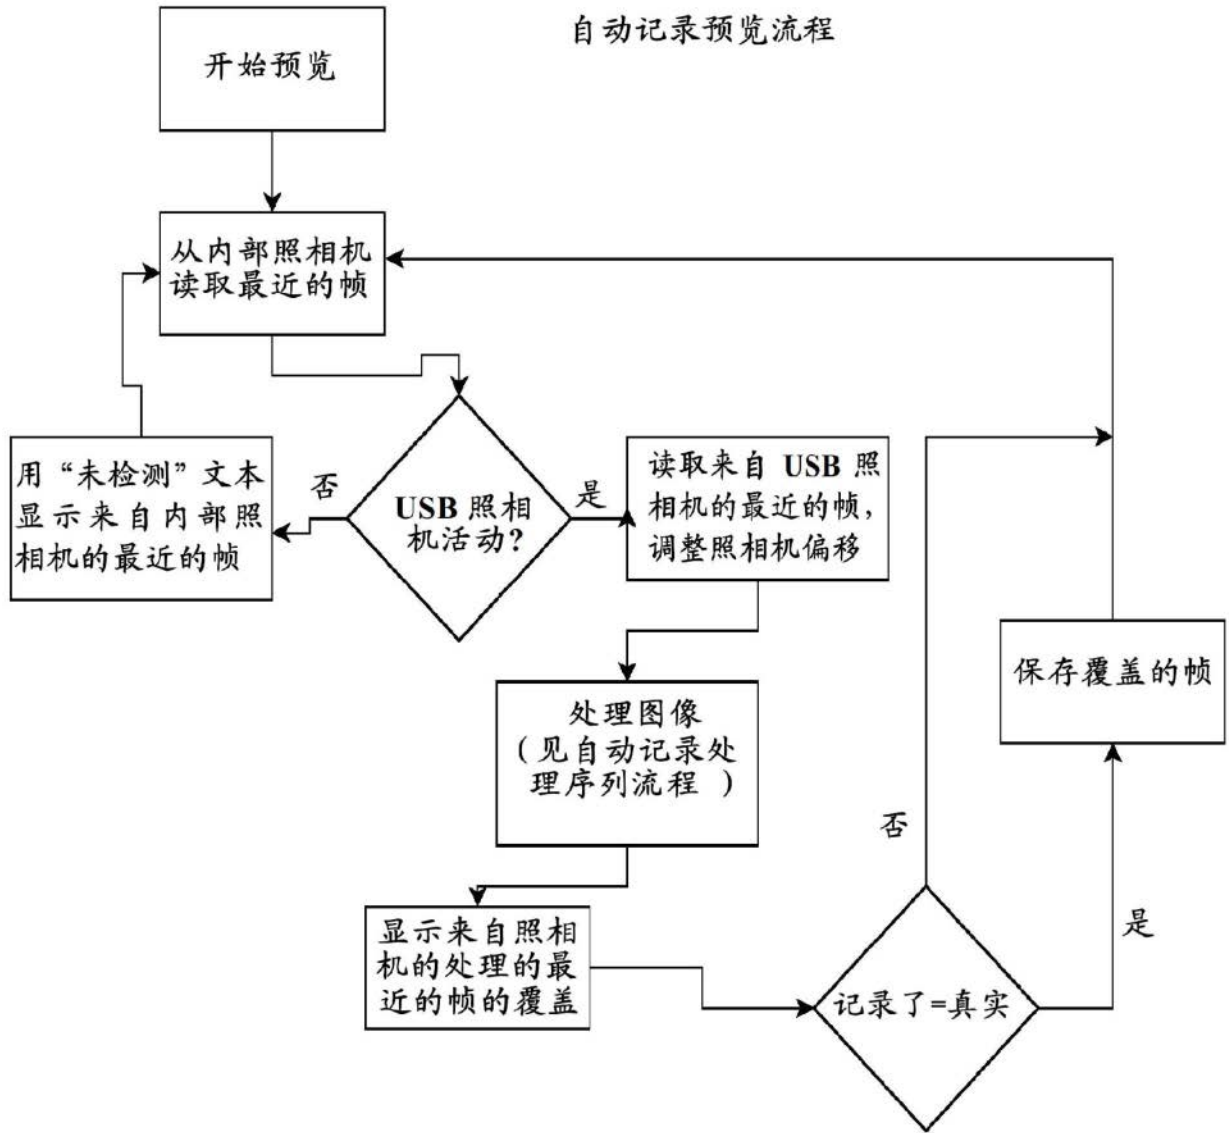 自动记录预览流程
开始预览
从内部照相机
读取最近的帧
用“未检测”文本
显示来自内部照
相机的最近的帧
否
USB 照相
机活动?
是
读取来自 USB 照
相机的最近的帧,
调整照相机偏移
处理图像
(见自动记录处
理序列流程 )
显示来自照相
机的处理的最
近的帧的覆盖
记录了=真实
否
是
保存覆盖的帧